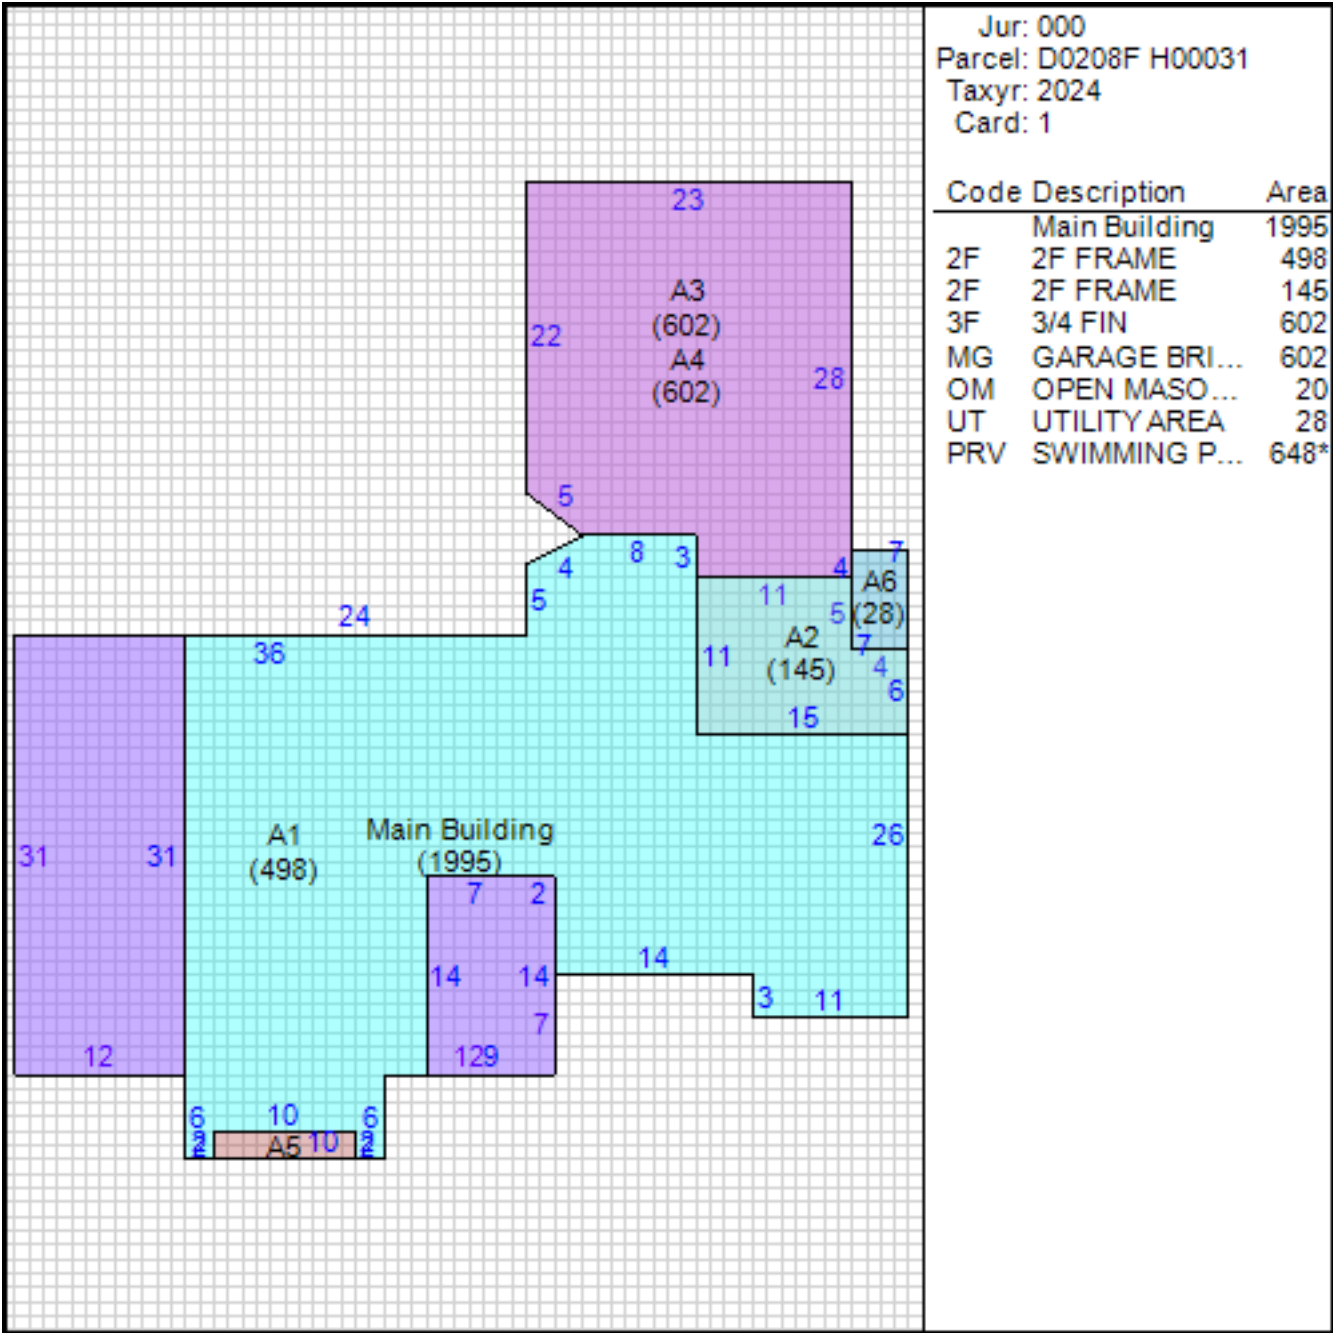 Jur: 000
Parcel: D0208F H00031
Taxyr: 2024
Card: 1
Code Description Area
Main Building 1995
2F 2F FRAME 498
2F 2F FRAME 145
3F 3/4 FIN 602
MG GARAGE BRI... 602
OM OPEN MASO... 20
UT UTILITY AREA 28
PRV SWIMMING P... 648*
23
A3
(602)
22
A4
(602)
28
5
8
3
7
4
4
A6
(28)
11
5
5
24
A2
(145)
7
36
11
4
6
15
A1
(498)
Main Building
(1995)
26
31
31
7
2
14
14
14
3
11
7
12
129
6
10
6
A5
10